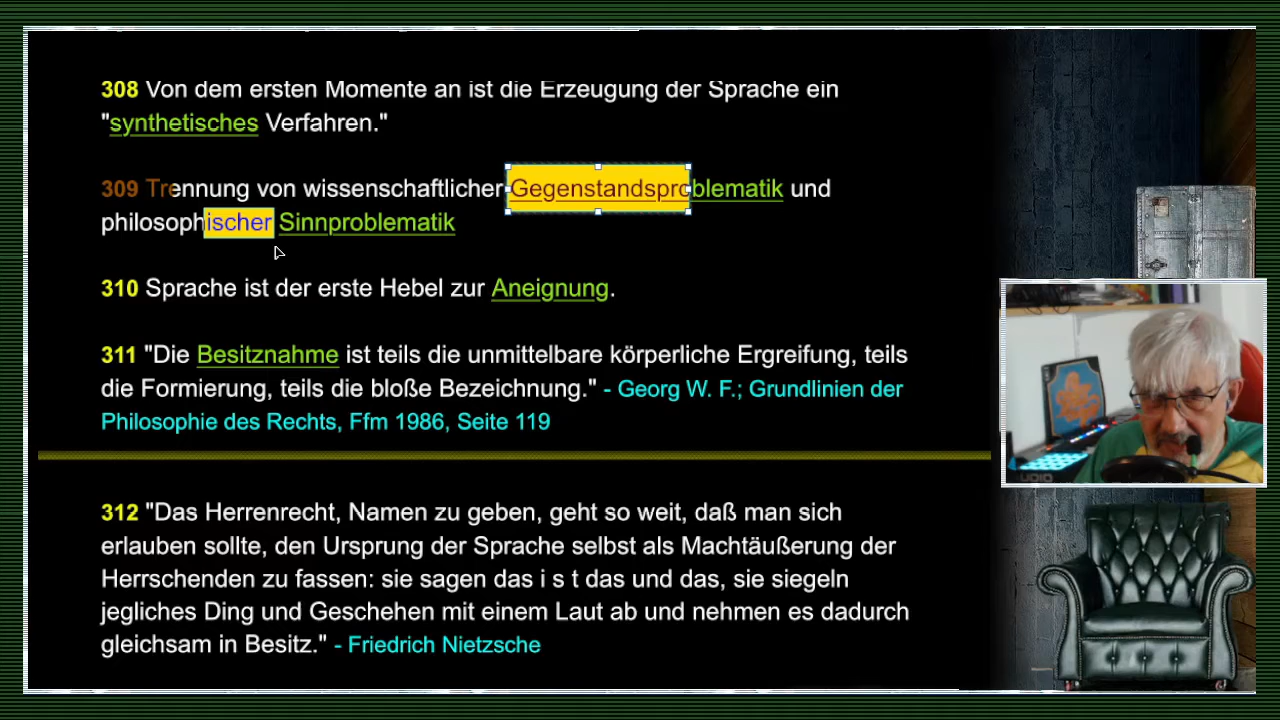 308 Von dem ersten Momente an ist die Erzeugung der Sprache ein
"synthetisches Verfahren."
309 Trennung von wissenschaftlicher Gegenstandsproblematik und
philosophischer Sinnproblematik
310 Sprache ist der erste Hebel zur Aneignung.
311 "Die Besitznahme ist teils die unmittelbare körperliche Ergreifung, teils
die Formierung, teils die bloße Bezeichnung." - Georg W. F.; Grundlinien der
Philosophie des Rechts, Ffm 1986, Seite 119
312 "Das Herrenrecht, Namen zu geben, geht so weit, daß man sich
erlauben sollte, den Ursprung der Sprache selbst als Machtäußerung der
Herrschenden zu fassen: sie sagen das i s t das und das, sie siegeln
jegliches Ding und Geschehen mit einem Laut ab und nehmen es dadurch
gleichsam in Besitz." - Friedrich Nietzsche